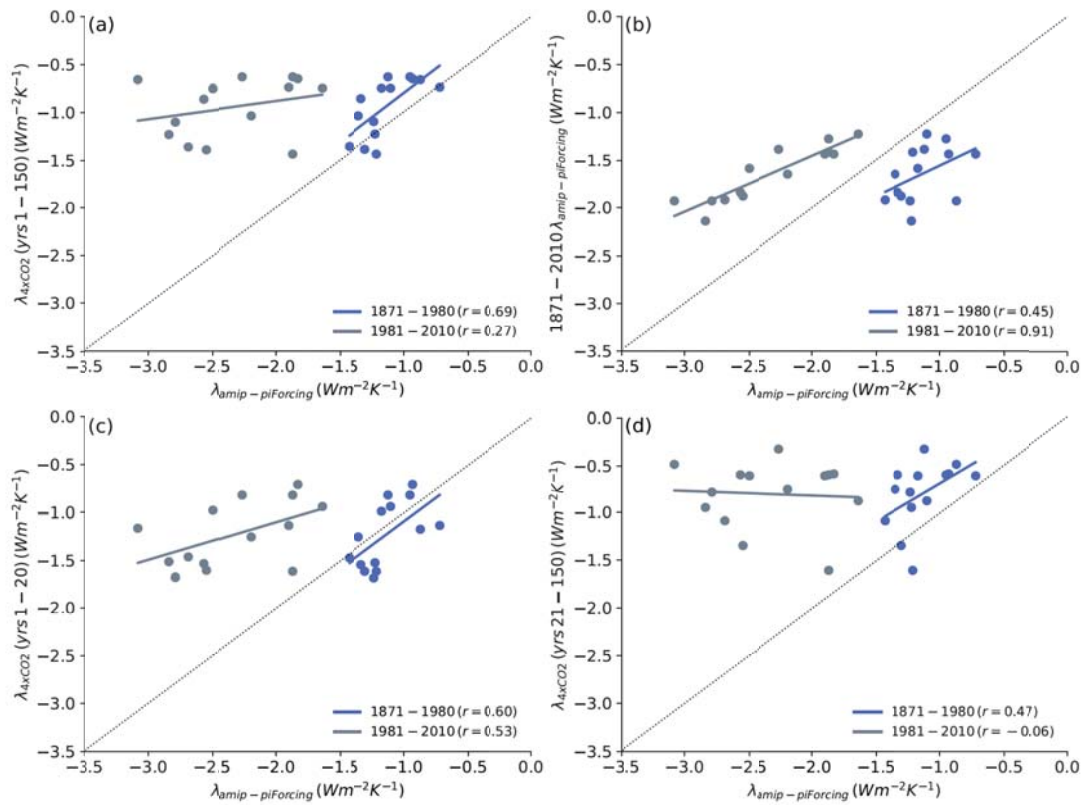 (a)
λ4xCO2 (yrs 1 − 150) (Wm−2K−1)
0.0
−0.5
−1.0
−1.5
−2.0
−2.5
−3.0
−3.5
1871 − 1980 (r = 0.69)
1981 − 2010 (r = 0.27)
−3.5 −3.0 −2.5 −2.0 −1.5 −1.0 −0.5 0.0
λamip − piForcing (Wm−2K−1)
(b)
1871 − 2010 λamip − piForcing (Wm−2K−1)
0.0
−0.5
−1.0
−1.5
−2.0
−2.5
−3.0
−3.5
1871 − 1980 (r = 0.45)
1981 − 2010 (r = 0.91)
−3.5 −3.0 −2.5 −2.0 −1.5 −1.0 −0.5 0.0
λamip − piForcing (Wm−2K−1)
(c)
λ4xCO2 (yrs 1 − 20) (Wm−2K−1)
0.0
−0.5
−1.0
−1.5
−2.0
−2.5
−3.0
−3.5
1871 − 1980 (r = 0.60)
1981 − 2010 (r = 0.53)
−3.5 −3.0 −2.5 −2.0 −1.5 −1.0 −0.5 0.0
λamip − piForcing (Wm−2K−1)
(d)
λ4xCO2 (yrs 21 − 150) (Wm−2K−1)
0.0
−0.5
−1.0
−1.5
−2.0
−2.5
−3.0
−3.5
1871 − 1980 (r = 0.47)
1981 − 2010 (r = −0.06)
−3.5 −3.0 −2.5 −2.0 −1.5 −1.0 −0.5 0.0
λamip − piForcing (Wm−2K−1)